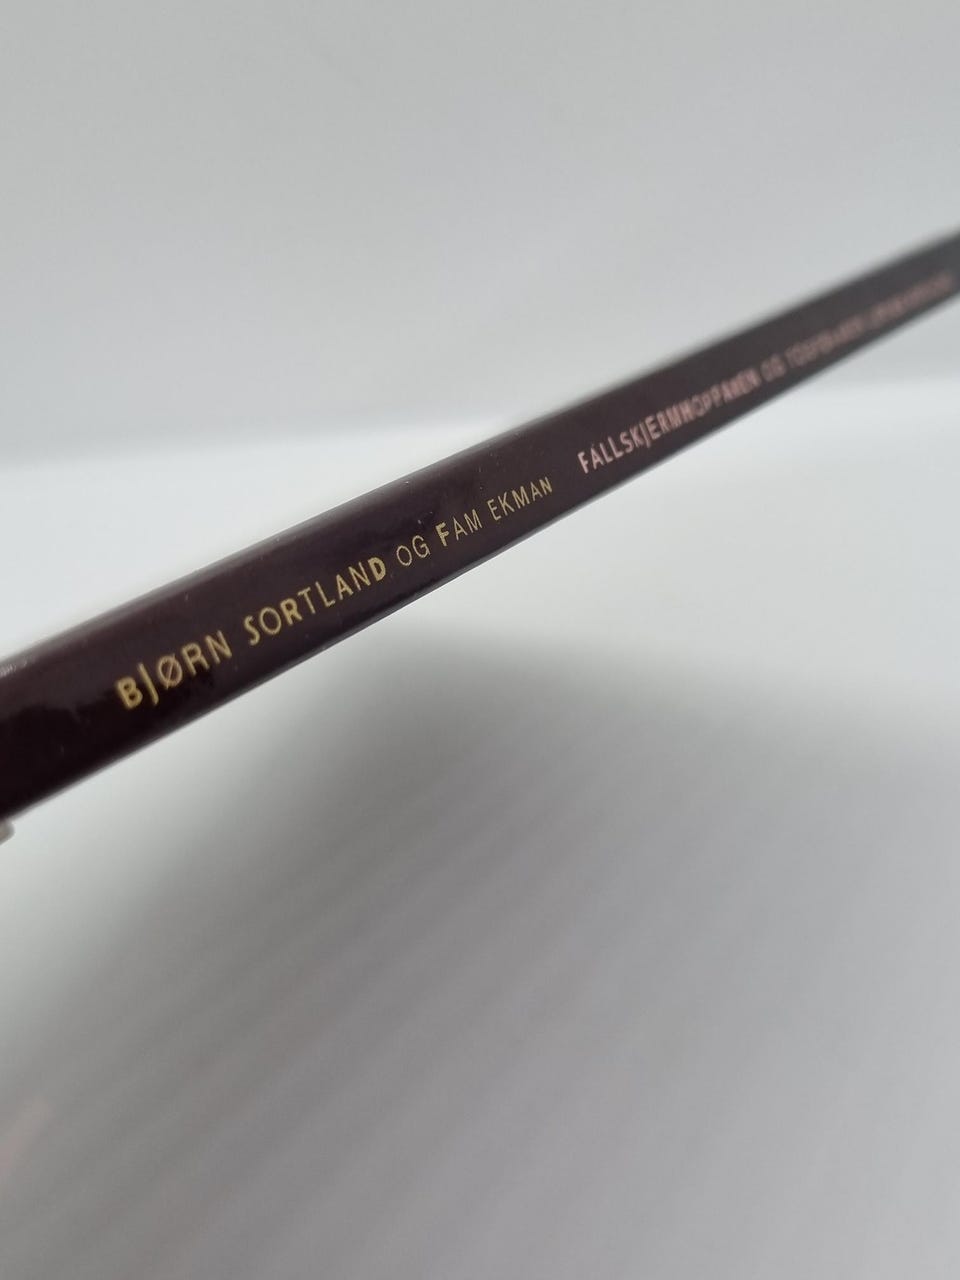 BJØRN SORTLAND OG FAM EKMAN FALLSKJERMHOPPAREN OG